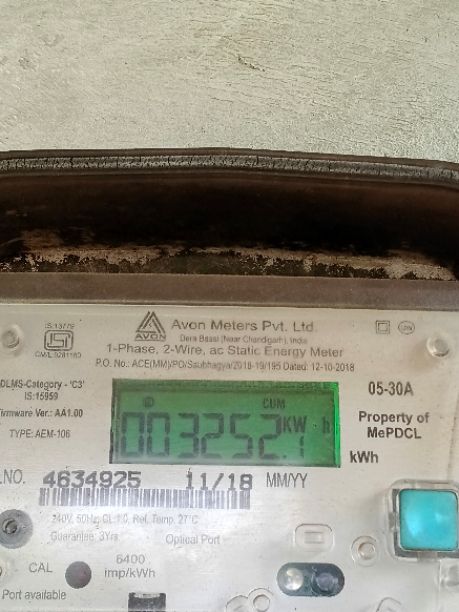 IS:13779
AVON
Avon Meters Pvt. Ltd.
Dera Bassi (Near Chandigarh), India
1-Phase, 2-Wire, ac Static Energy Meter
P.O. No.: ACE(MM)/PO/Saubhagya/2018-19/195 Dated: 12-10-2018
DLMS-Category - 'C3'
IS:15959
Firmware Ver.: AA1.00
TYPE: AEM-106
CUM
003252.1 KW h
05-30A
Property of
MePDCL
kWh
.NO. 4634925 11/18 MM/YY
240V, 50Hz, CL 1.0, Ref. Temp. 27°C
Guarantee: 3Yrs. Optical Port
CAL
6400
imp/kWh
Port available